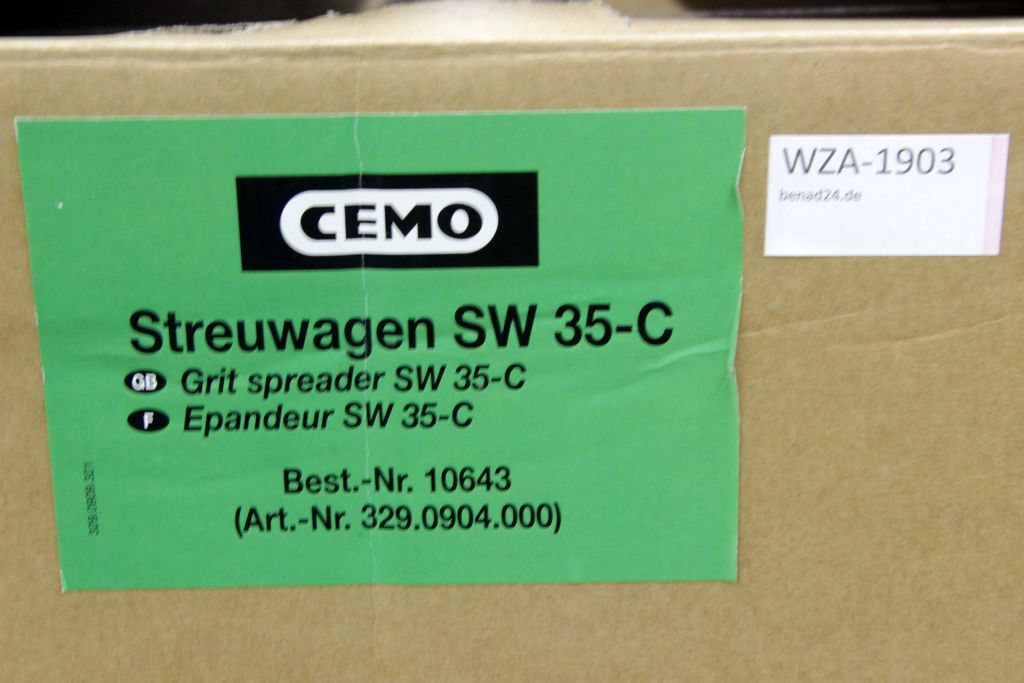 CEMO
Streuwagen SW 35-C
GB Grit spreader SW 35-C
F Epandeur SW 35-C
Best.-Nr. 10643
(Art.-Nr. 329.0904.000)
WZA-1903
benad24.de